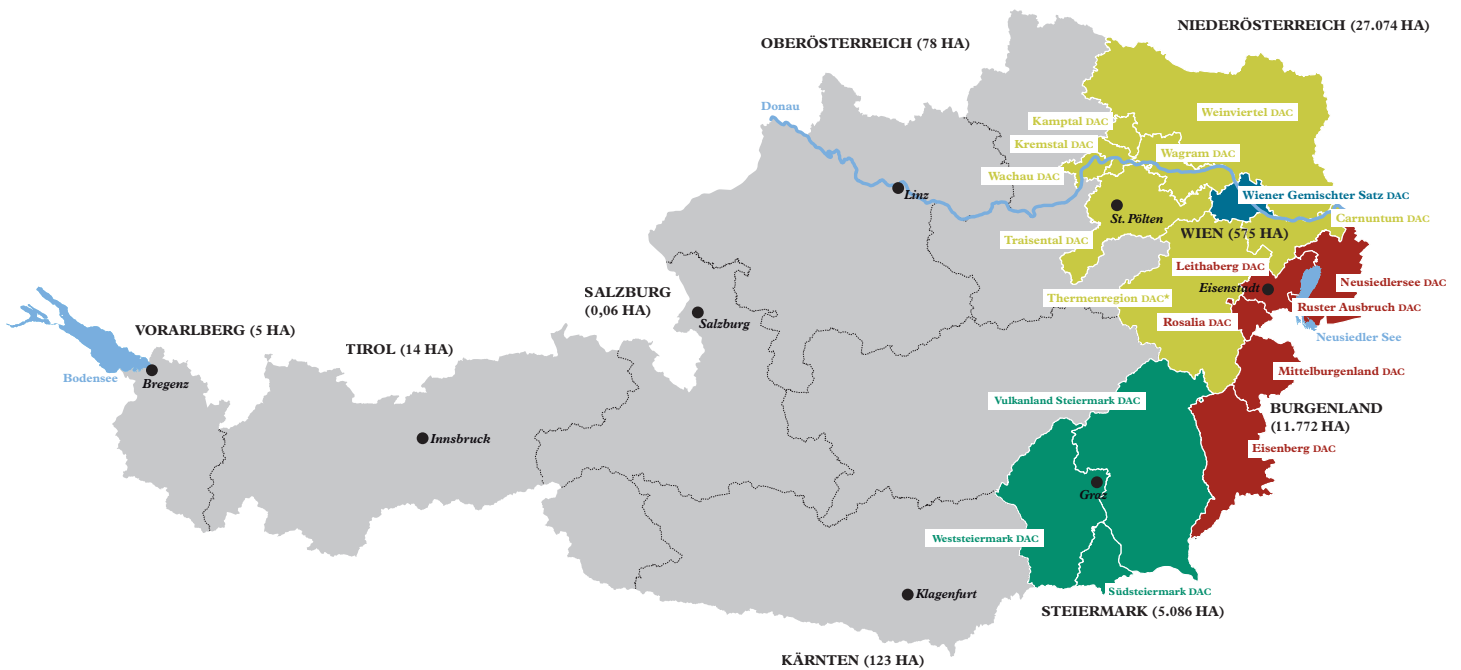 NIEDERÖSTERREICH (27.074 HA)
OBERÖSTERREICH (78 HA)
Donau
Weinviertel DAC
Kamptal DAC
Kremstal DAC
Wagram DAC
Wachau DAC
Linz
Wiener Gemischter Satz DAC
St. Pölten
Carnuntum DAC
Traisental DAC
WIEN (575 HA)
Leithaberg DAC
Neusiedlersee DAC
Eisenstadt
SALZBURG
(0,06 HA)
Thermenregion DAC*
Ruster Ausbruch DAC
Rosalia DAC
Salzburg
VORARLBERG (5 HA)
Neusiedler See
TIROL (14 HA)
Bodensee
Bregenz
Mittelburgenland DAC
Vulkanland Steiermark DAC
BURGENLAND
(11.772 HA)
Innsbruck
Eisenberg DAC
Graz
Weststeiermark DAC
Südsteiermark DAC
Klagenfurt
STEIERMARK (5.086 HA)
KÄRNTEN (123 HA)